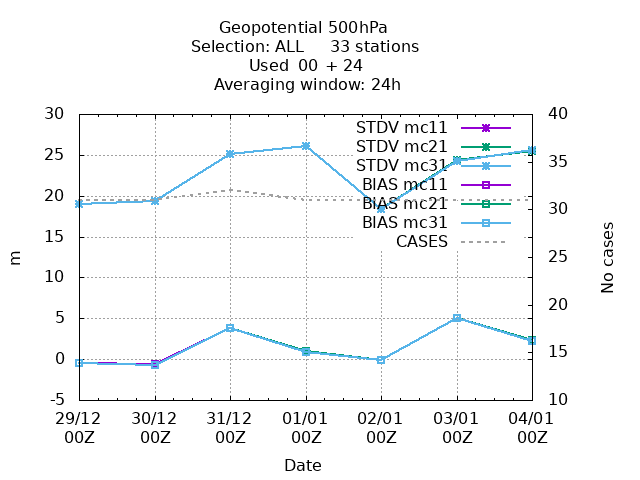 Geopotential 500hPa
Selection: ALL 33 stations
Used 00 + 24
Averaging window: 24h
30 40
STDV mc11
STDV mc21
STDV mc31
BIAS mc11
BIAS mc21
BIAS mc31
CASES
25 35
20 30
15 25
10 20
5 15
0
-5 10
m
No cases
29/12 30/12 31/12 01/01 02/01 03/01 04/01
00Z 00Z 00Z 00Z 00Z 00Z 00Z
Date